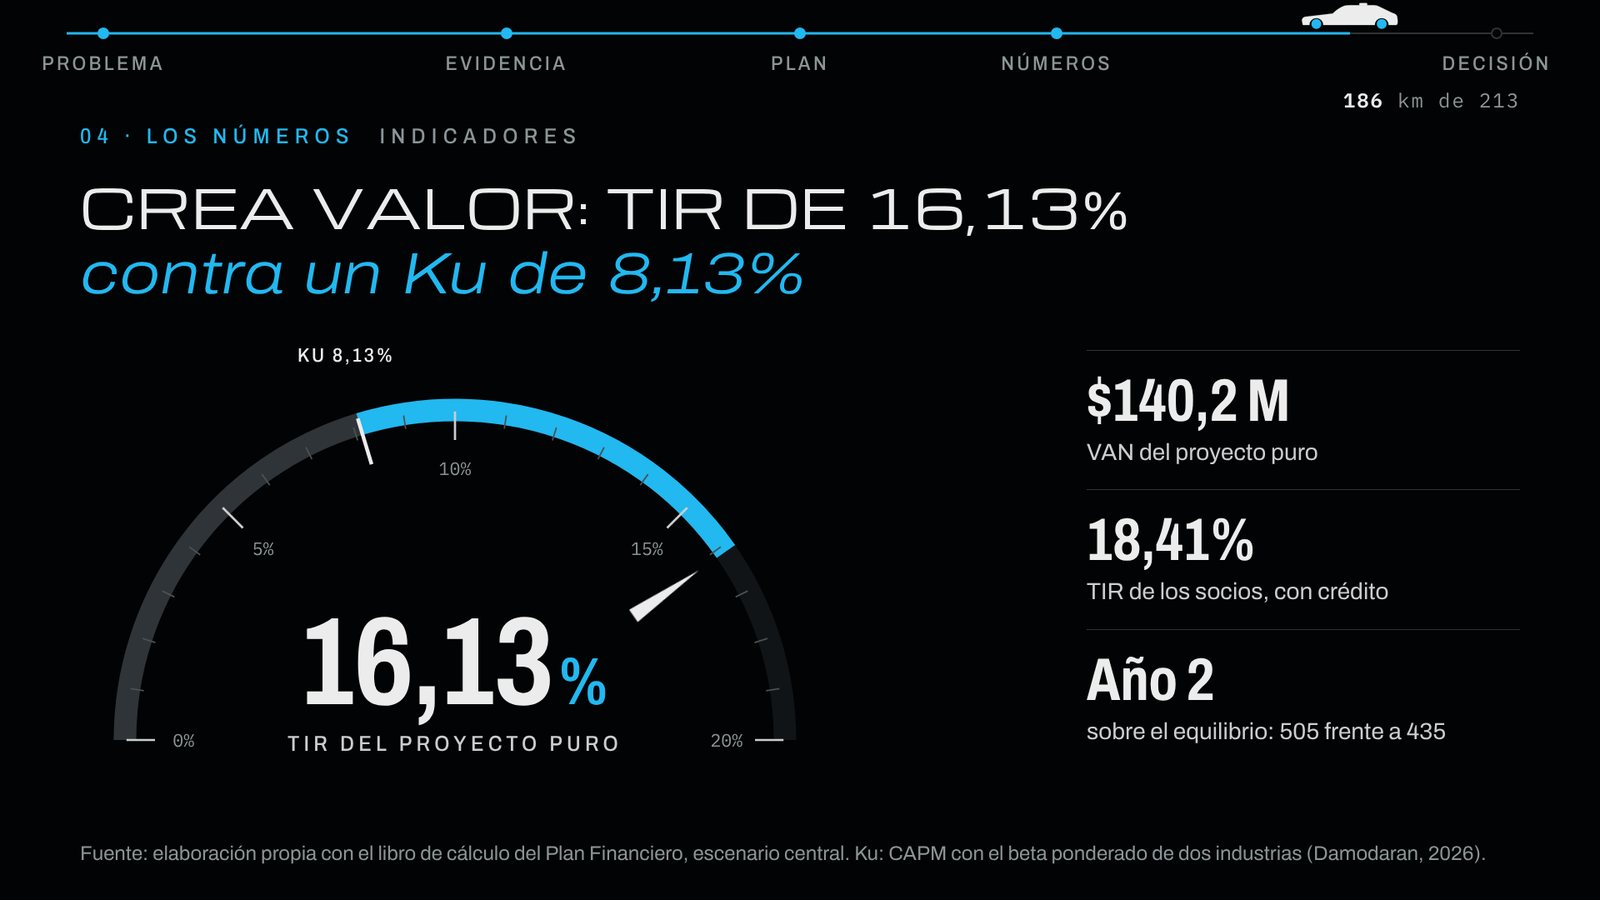 PROBLEMA EVIDENCIA PLAN NÚMEROS DECISIÓN
186 km de 213
04 · LOS NÚMEROS INDICADORES
CREA VALOR: TIR DE 16,13%
contra un Ku de 8,13%
KU 8,13%
0%
5%
10%
15%
20%
16,13%
TIR DEL PROYECTO PURO
$140,2 M
VAN del proyecto puro
18,41%
TIR de los socios, con crédito
Año 2
sobre el equilibrio: 505 frente a 435
Fuente: elaboración propia con el libro de cálculo del Plan Financiero, escenario central. Ku: CAPM con el beta ponderado de dos industrias (Damodaran, 2026).